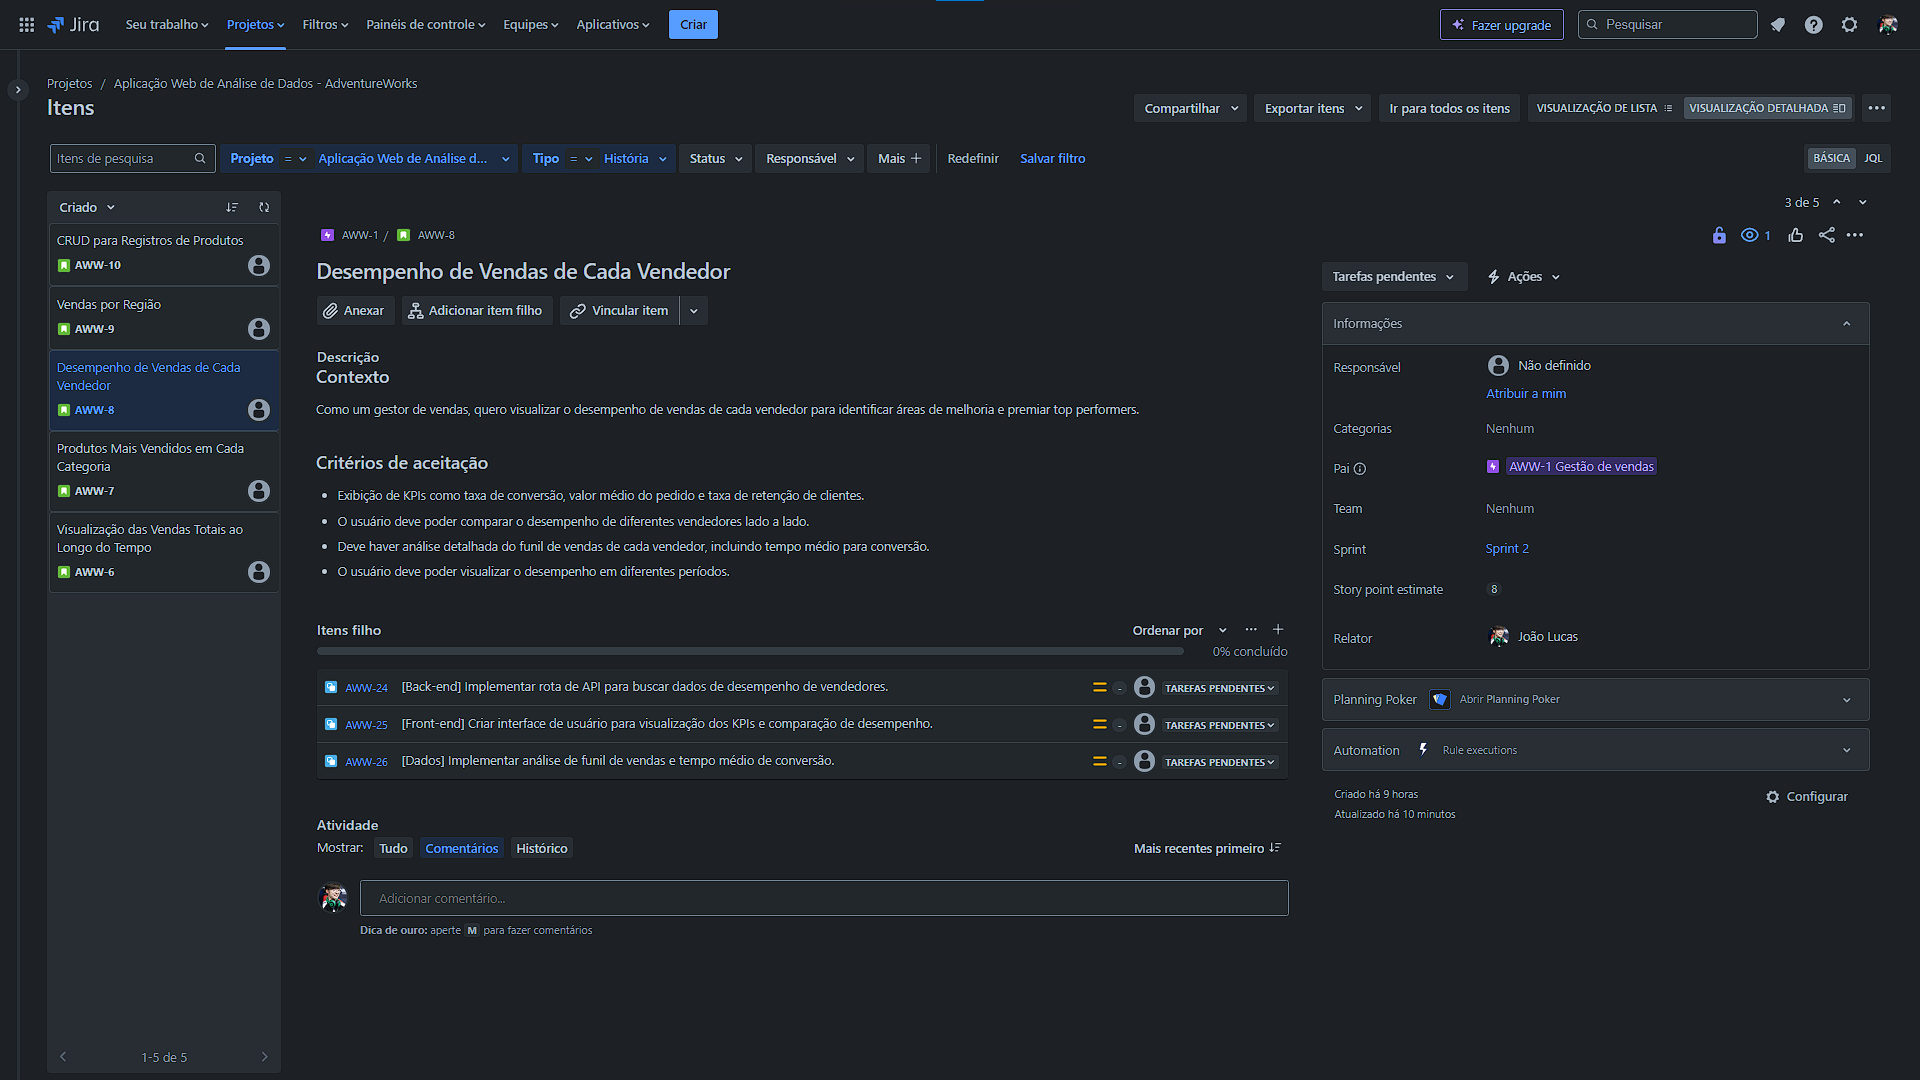 Jira
Seu trabalho
Projetos
Filtros
Painéis de controle
Equipes
Aplicativos
Criar
Fazer upgrade
Pesquisar
Projetos / Aplicação Web de Análise de Dados - AdventureWorks
Itens
Compartilhar
Exportar itens
Ir para todos os itens
VISUALIZAÇÃO DE LISTA
VISUALIZAÇÃO DETALHADA
Itens de pesquisa
Projeto = Aplicação Web de Análise d...
Tipo = História
Status
Responsável
Mais
Redefinir
Salvar filtro
BÁSICA
JQL
Criado
CRUD para Registros de Produtos
AWW-10
Vendas por Região
AWW-9
Desempenho de Vendas de Cada
Vendedor
AWW-8
Produtos Mais Vendidos em Cada
Categoria
AWW-7
Visualização das Vendas Totais ao
Longo do Tempo
AWW-6
1-5 de 5
3 de 5
AWW-1 / AWW-8
1
Desempenho de Vendas de Cada Vendedor
Anexar
Adicionar item filho
Vincular item
Descrição
Contexto
Como um gestor de vendas, quero visualizar o desempenho de vendas de cada vendedor para identificar áreas de melhoria e premiar top performers.
Critérios de aceitação
• Exibição de KPIs como taxa de conversão, valor médio do pedido e taxa de retenção de clientes.
• O usuário deve poder comparar o desempenho de diferentes vendedores lado a lado.
• Deve haver análise detalhada do funil de vendas de cada vendedor, incluindo tempo médio para conversão.
• O usuário deve poder visualizar o desempenho em diferentes períodos.
Itens filho
Ordenar por
0% concluído
AWW-24 [Back-end] Implementar rota de API para buscar dados de desempenho de vendedores. - TAREFAS PENDENTES
AWW-25 [Front-end] Criar interface de usuário para visualização dos KPIs e comparação de desempenho. - TAREFAS PENDENTES
AWW-26 [Dados] Implementar análise de funil de vendas e tempo médio de conversão. - TAREFAS PENDENTES
Atividade
Mostrar: Tudo Comentários Histórico
Mais recentes primeiro
Adicionar comentário...
Dica de ouro: aperte M para fazer comentários
Tarefas pendentes
Ações
Informações
Responsável
Não definido
Atribuir a mim
Categorias
Nenhum
Pai
AWW-1 Gestão de vendas
Team
Nenhum
Sprint
Sprint 2
Story point estimate
8
Relator
João Lucas
Planning Poker
Abrir Planning Poker
Automation
Rule executions
Criado há 9 horas
Atualizado há 10 minutos
Configurar